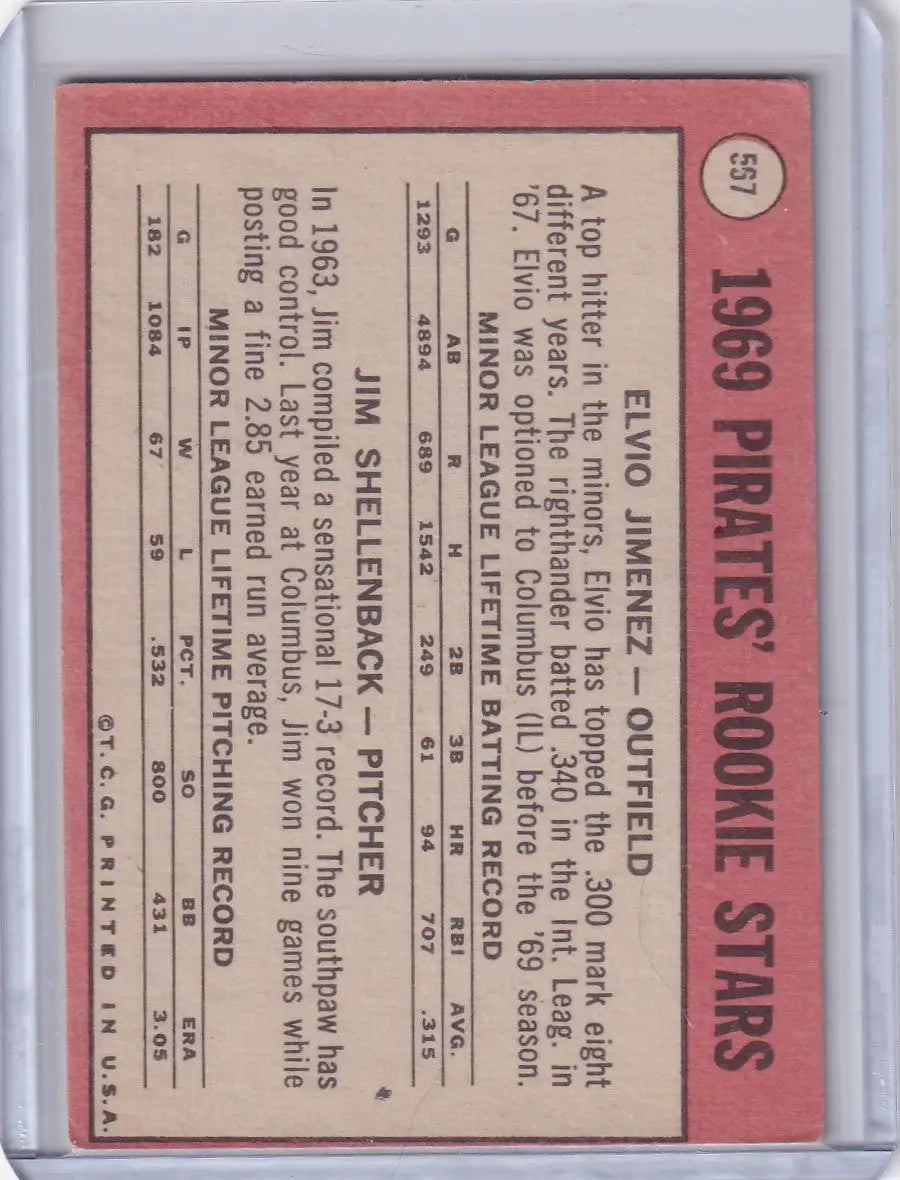 567
1969 PIRATES' ROOKIE STARS
ELVIO JIMENEZ — OUTFIELD
A top hitter in the minors, Elvio has topped the .300 mark eight
different years. The righthander batted .340 in the Int. Leag. in
'67. Elvio was optioned to Columbus (IL) before the '69 season.
MINOR LEAGUE LIFETIME BATTING RECORD
G AB R H 2B 3B HR RBI AVG.
1293 4894 689 1542 249 61 94 707 .315
JIM SHELLENBACK — PITCHER
In 1963, Jim compiled a sensational 17-3 record. The southpaw has
good control. Last year at Columbus, Jim won nine games while
posting a fine 2.85 earned run average.
MINOR LEAGUE LIFETIME PITCHING RECORD
G IP W L PCT. SO BB ERA
182 1084 67 59 .532 800 431 3.05
©T.C.G. PRINTED IN U.S.A.